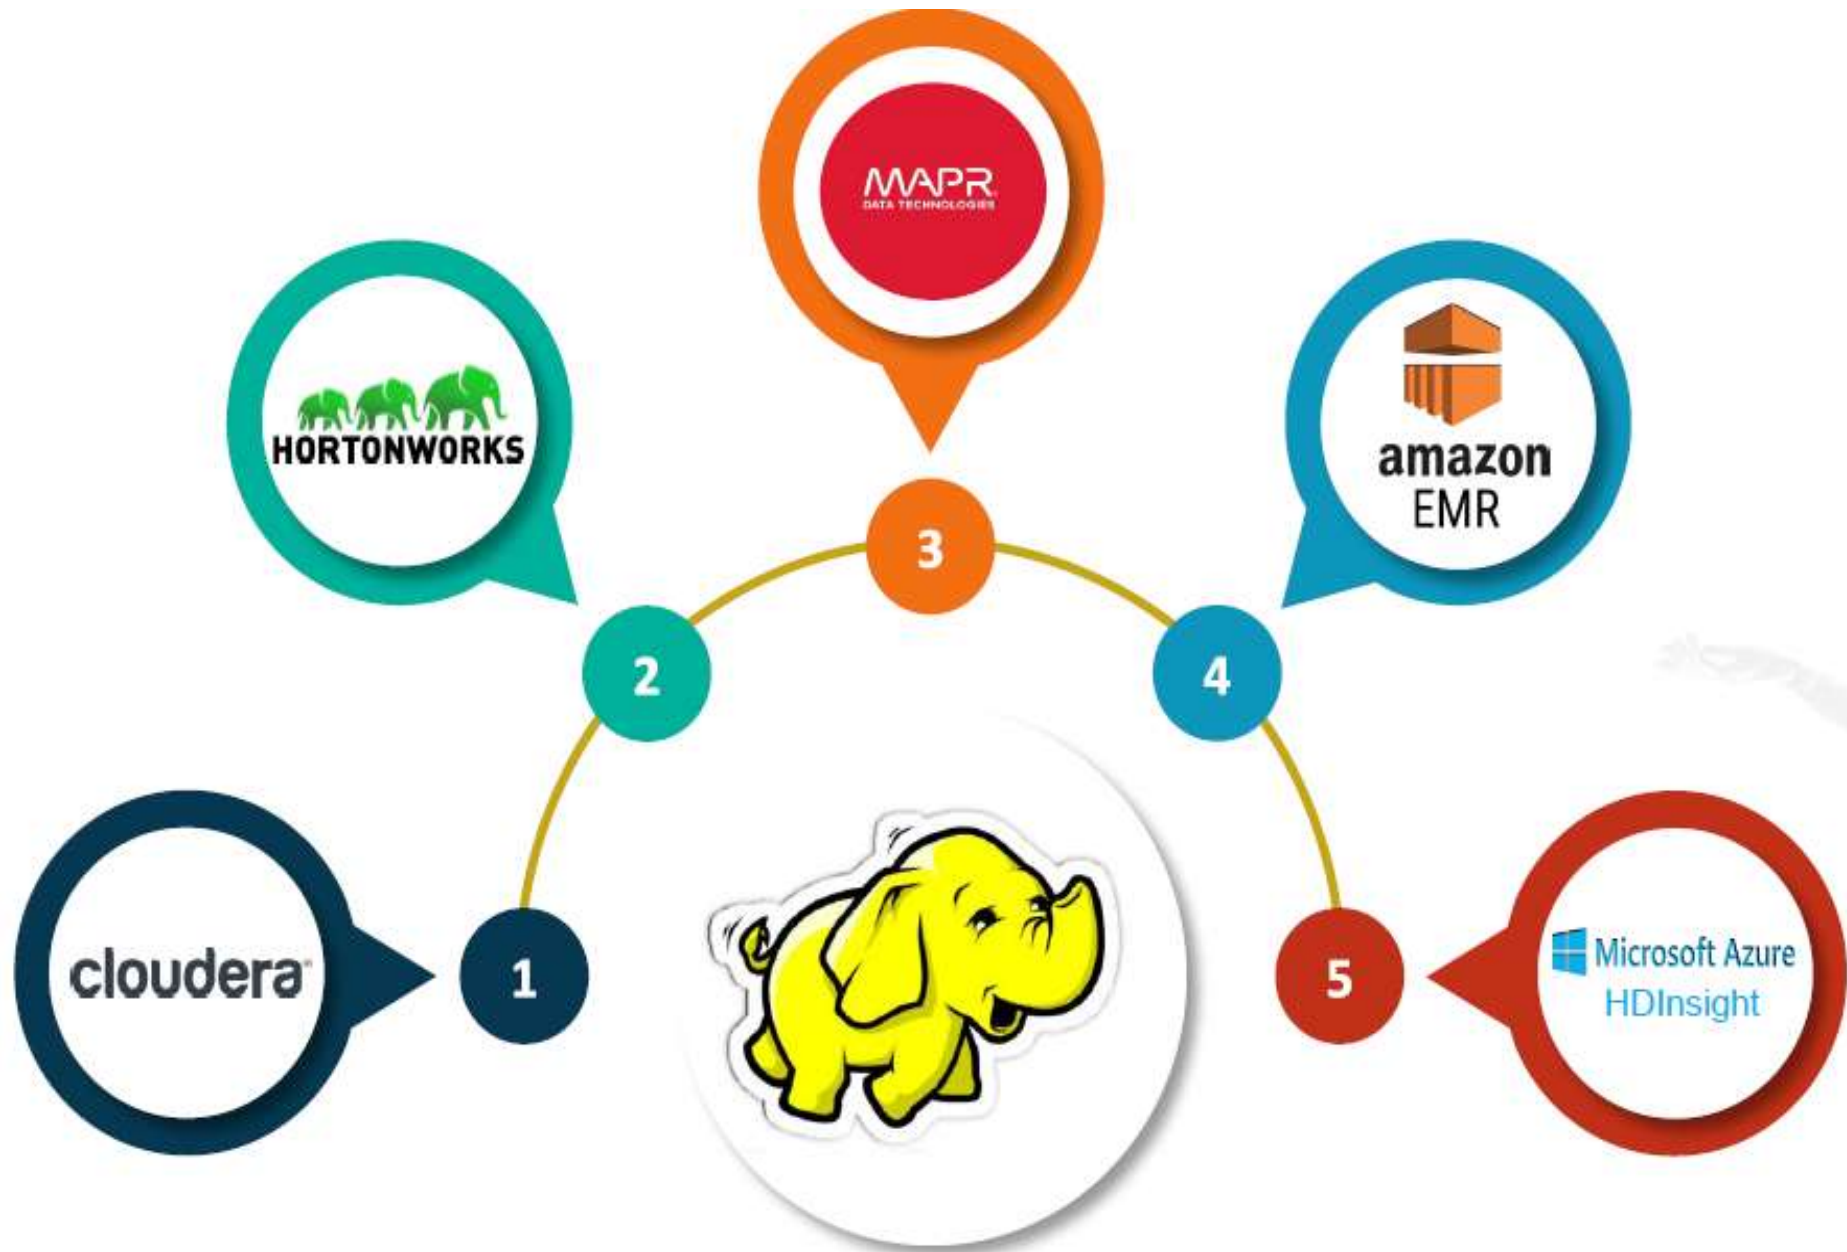 MAPR
DATA TECHNOLOGIES
HORTONWORKS
amazon
EMR
3
2
4
cloudera
1
5
Microsoft Azure
HDInsight